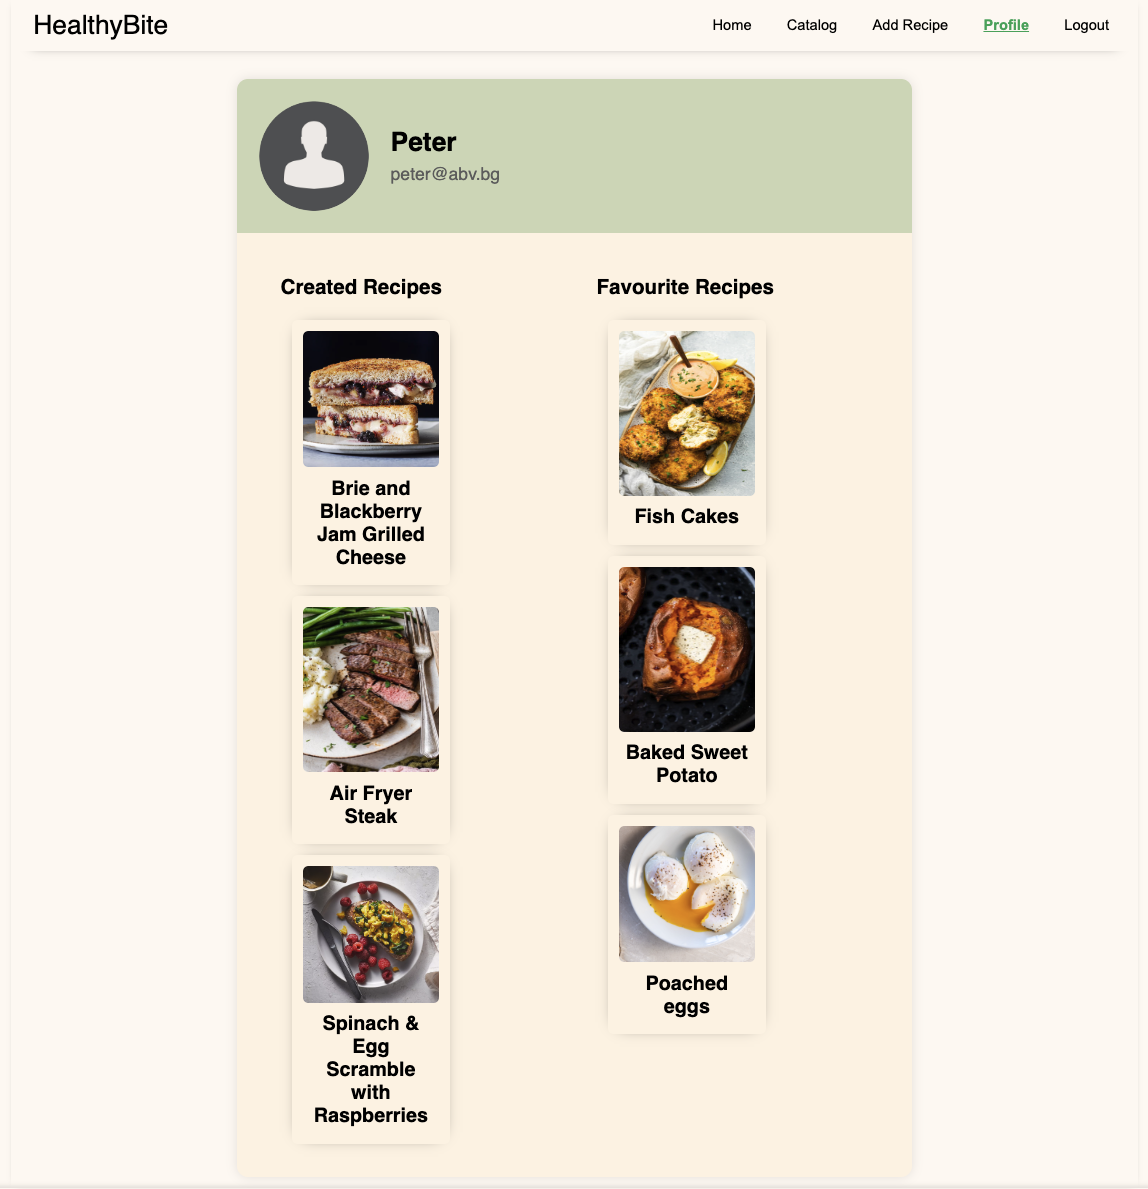 HealthyBite
Home
Catalog
Add Recipe
Profile
Logout
Peter
peter@abv.bg
Created Recipes
Brie and
Blackberry
Jam Grilled
Cheese
Air Fryer
Steak
Spinach &
Egg
Scramble
with
Raspberries
Favourite Recipes
Fish Cakes
Baked Sweet
Potato
Poached
eggs